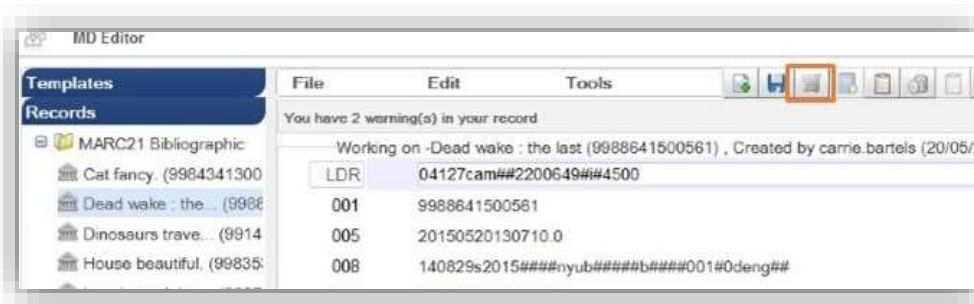 MD Editor
Templates
File Edit Tools
Records
You have 2 warning(s) in your record
MARC21 Bibliographic
Working on -Dead wake : the last (9988641500561) , Created by carrie.bartels (20/05/
Cat fancy. (9984341300
LDR 04127cam##2200649#i#4500
Dead wake : the... (9988
001 9988641500561
Dinosaurs trave... (9914
005 20150520130710.0
House beautiful. (99835
008 140829s2015####nyub#####b####001#0deng##